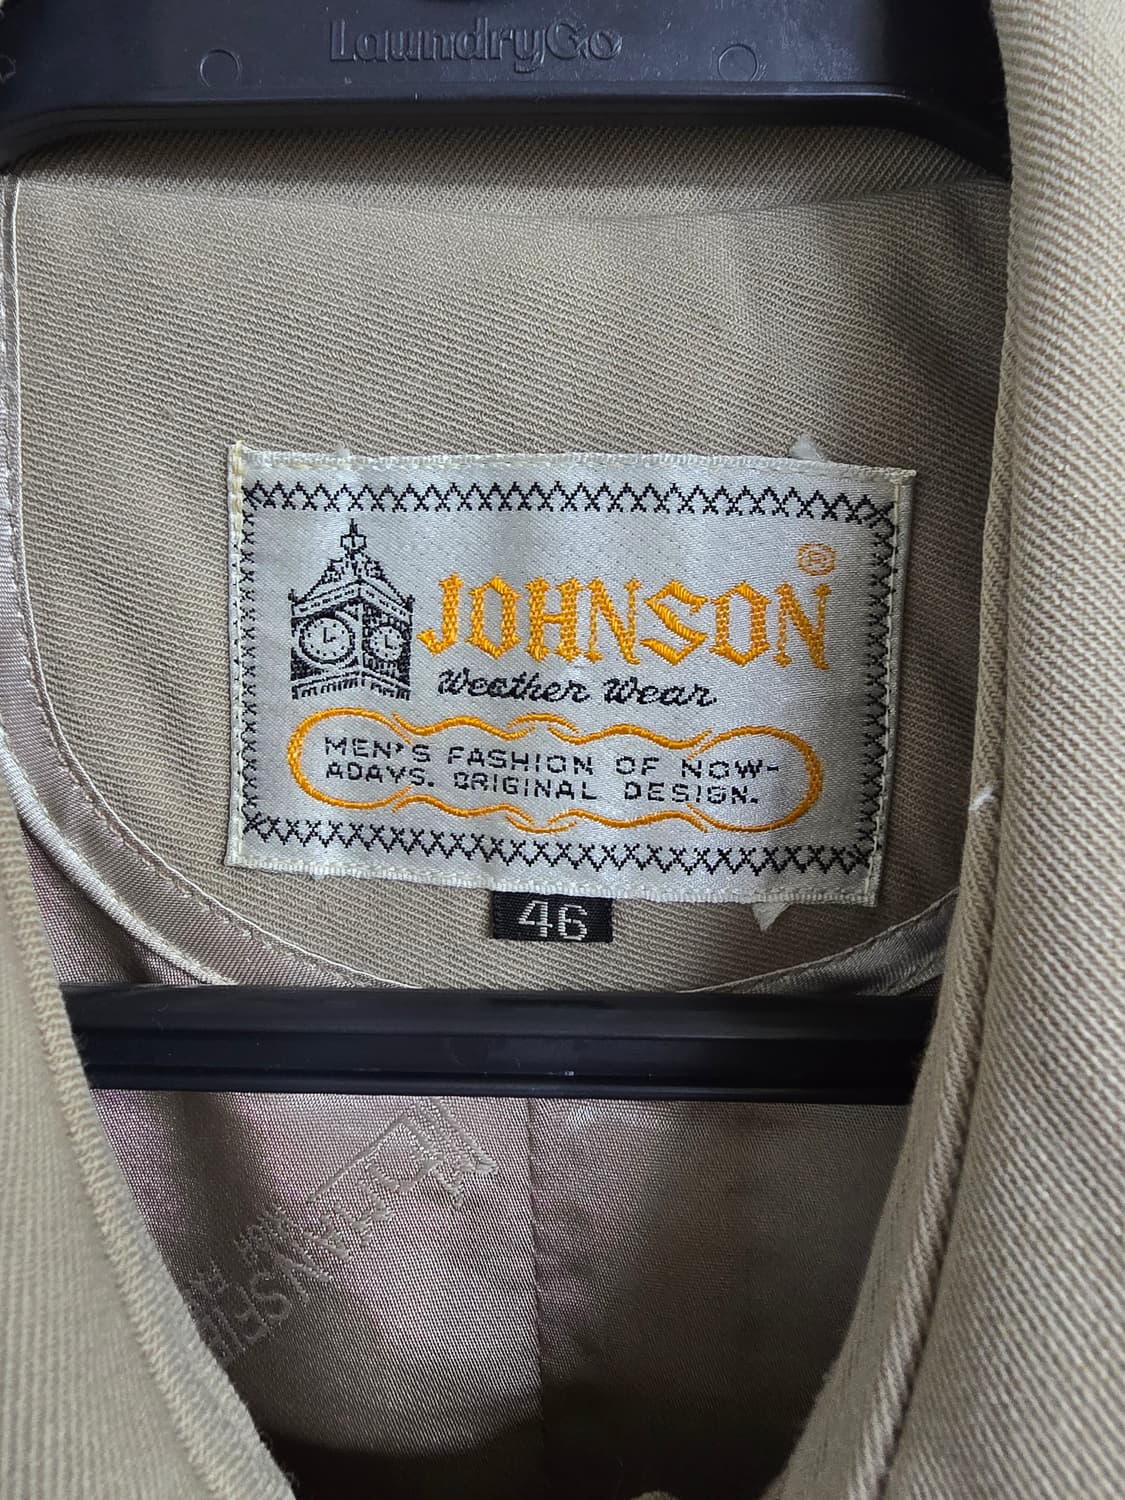 LaundryGo
JOHNSON®
Weather Wear
MEN'S FASHION OF NOW-
ADAYS. ORIGINAL DESIGN.
46